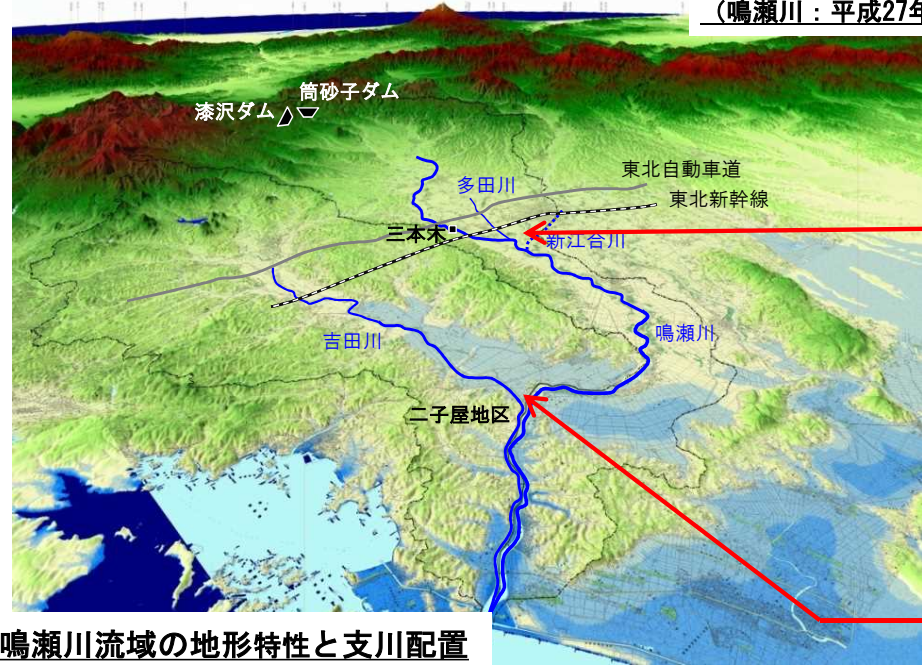 （鳴瀬川：平成27年
筒砂子ダム
漆沢ダム
東北自動車道
多田川
東北新幹線
三本木
新江合川
鳴瀬川
吉田川
二子屋地区
鳴瀬川流域の地形特性と支川配置